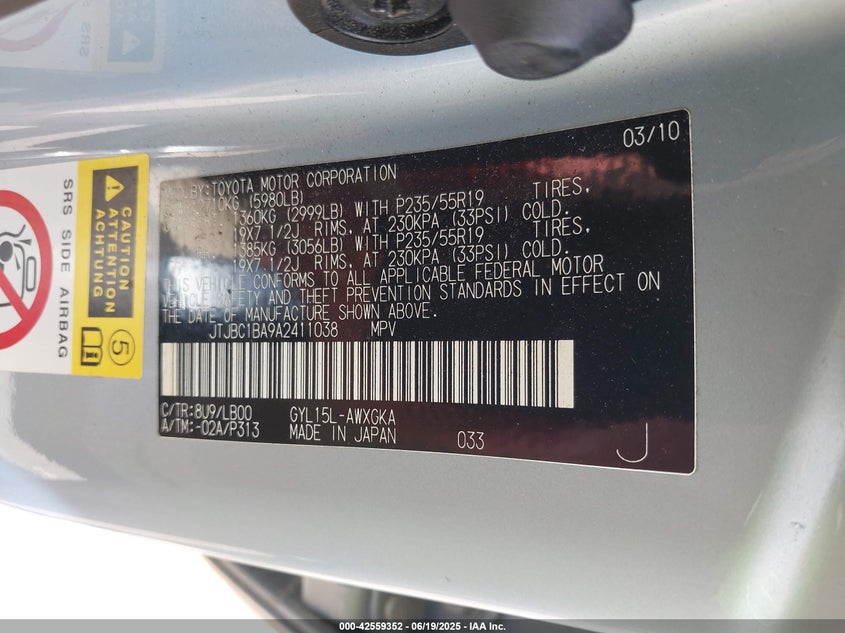 03/10
BY:TOYOTA MOTOR CORPORATION
(5980LB)
1360KG (2999LB) WITH P235/55R19 TIRES,
19X7 1/2J RIMS, AT 230KPA (33PSI) COLD.
1385KG (3056LB) WITH P235/55R19 TIRES,
19X7 1/2J RIMS, AT 230KPA (33PSI) COLD.
THIS VEHICLE CONFORMS TO ALL APPLICABLE FEDERAL MOTOR
VEHICLE SAFETY AND THEFT PREVENTION STANDARDS IN EFFECT ON
THE DATE OF MANUFACTURE SHOWN ABOVE.
JTJBC1BA9A2411038 MPV
C/TR:8U9/LB00 GYL15L-AWXGKA
A/TM:-02A/P313 MADE IN JAPAN 033 J
CAUTION
ATTENTION
ACHTUNG
5
SRS SIDE AIRBAG
000-42559352 - 06/19/2025 - IAA Inc.